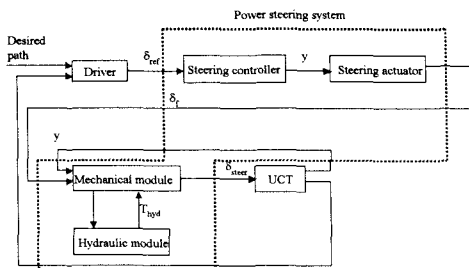 Power steering system
Desired
path
Driver
δref
Steering controller
y
Steering actuator
δf
y
Mechanical module
δsteer
UCT
Thyd
Hydraulic module